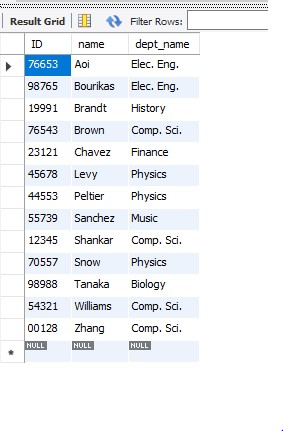 Result Grid Filter Rows:
ID name dept_name
76653 Aoi Elec. Eng.
98765 Bourikas Elec. Eng.
19991 Brandt History
76543 Brown Comp. Sci.
23121 Chavez Finance
45678 Levy Physics
44553 Peltier Physics
55739 Sanchez Music
12345 Shankar Comp. Sci.
70557 Snow Physics
98988 Tanaka Biology
54321 Williams Comp. Sci.
00128 Zhang Comp. Sci.
NULL NULL NULL